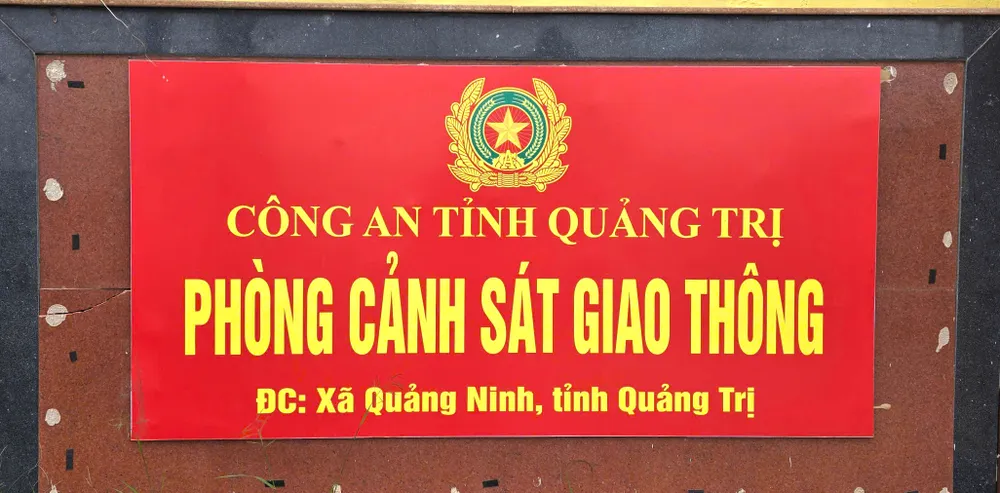 CÔNG AN TỈNH QUẢNG TRỊ
PHÒNG CẢNH SÁT GIAO THÔNG
ĐC: Xã Quảng Ninh, tỉnh Quảng Trị